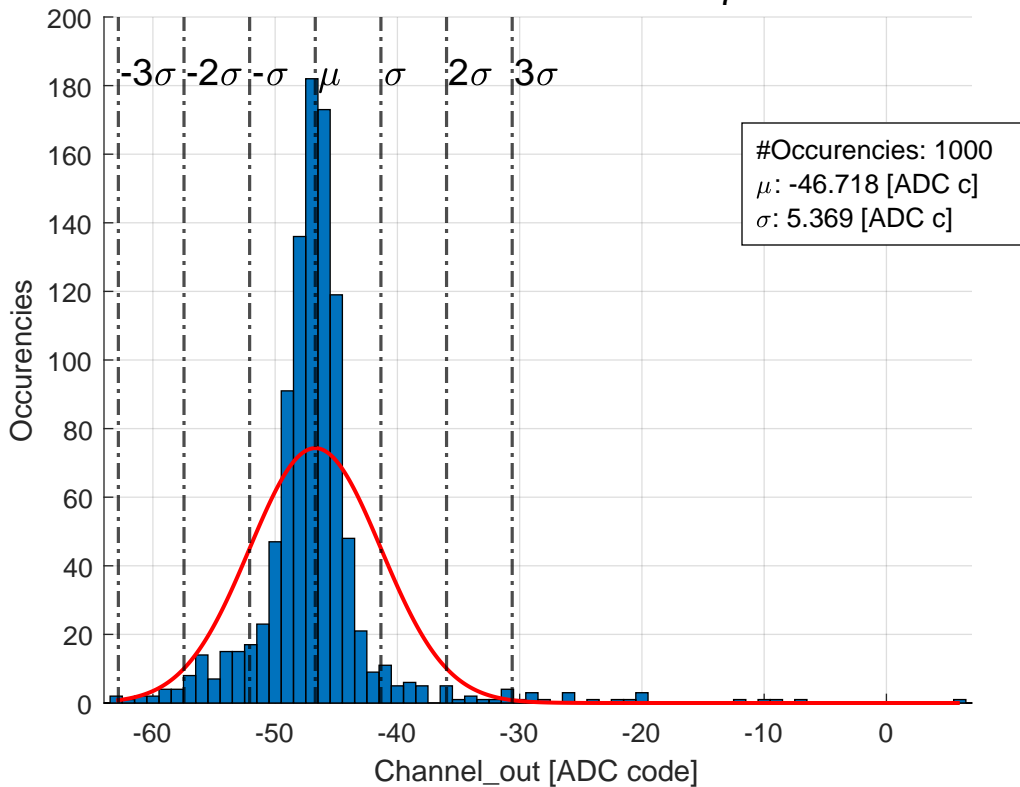 200
180
160
140
120
100
80
60
40
20
0
Occurencies
-3σ -2σ -σ μ σ 2σ 3σ
#Occurencies: 1000
μ: -46.718 [ADC c]
σ: 5.369 [ADC c]
-60 -50 -40 -30 -20 -10 0
Channel_out [ADC code]